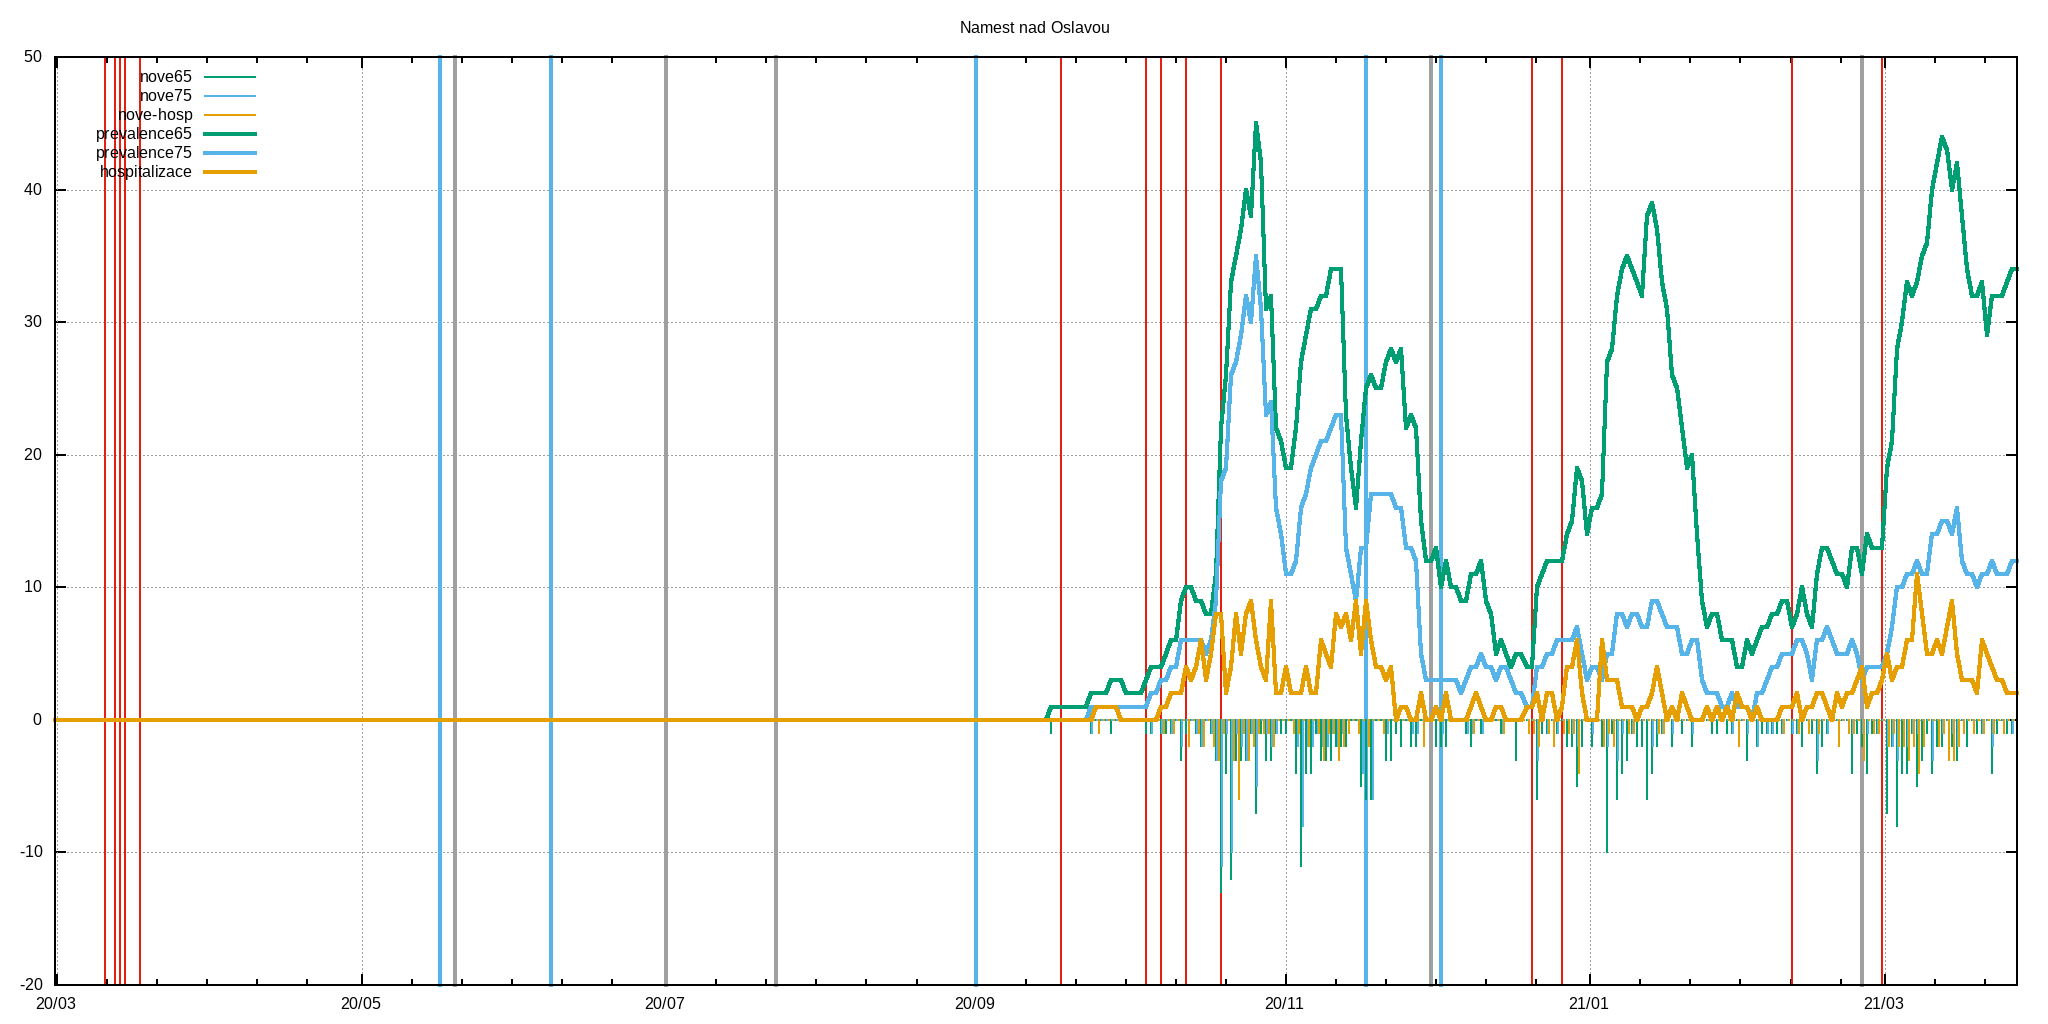 Namest nad Oslavou
50
nove65
nove75
nove-hosp
prevalence65
prevalence75
hospitalizace
40
30
20
10
0
-10
-20
20/03 20/05 20/07 20/09 20/11 21/01 21/03